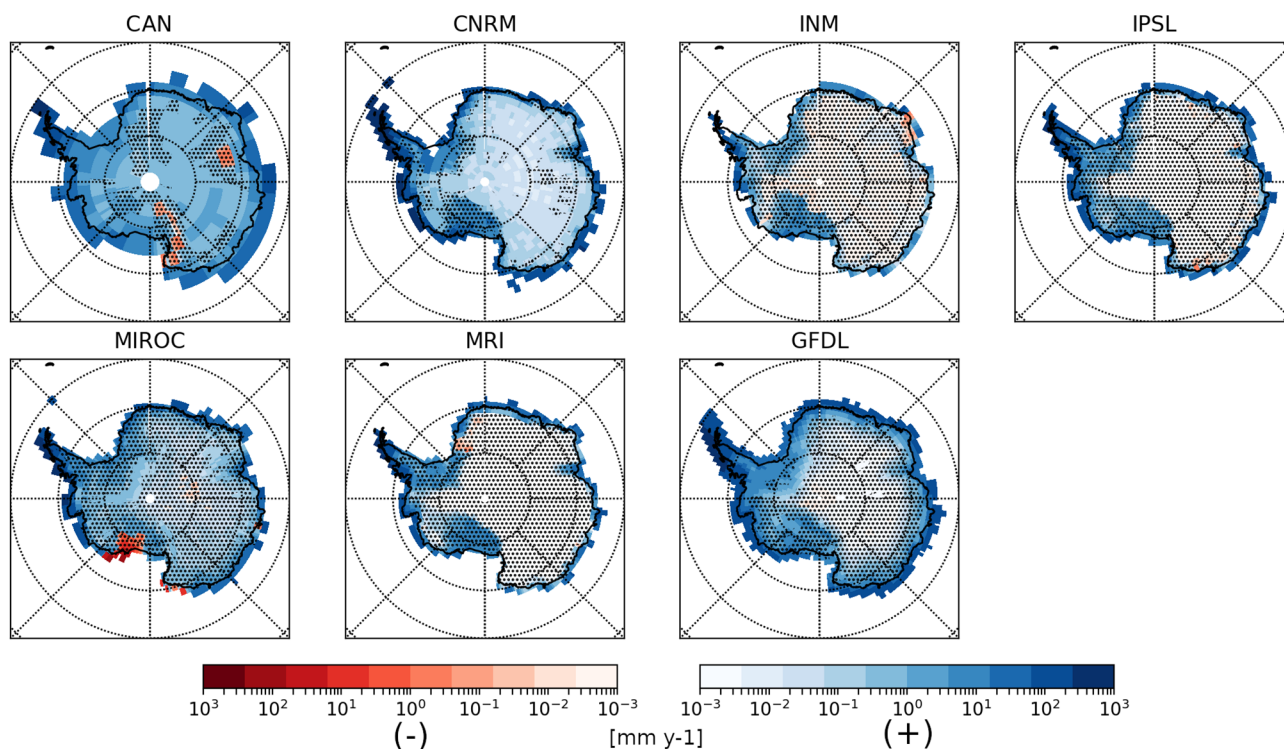 CAN CNRM INM IPSL
MIROC MRI GFDL
10³ 10² 10¹ 10⁰ 10⁻¹ 10⁻² 10⁻³ 10⁻³ 10⁻² 10⁻¹ 10⁰ 10¹ 10² 10³
(-) [mm y-1] (+)